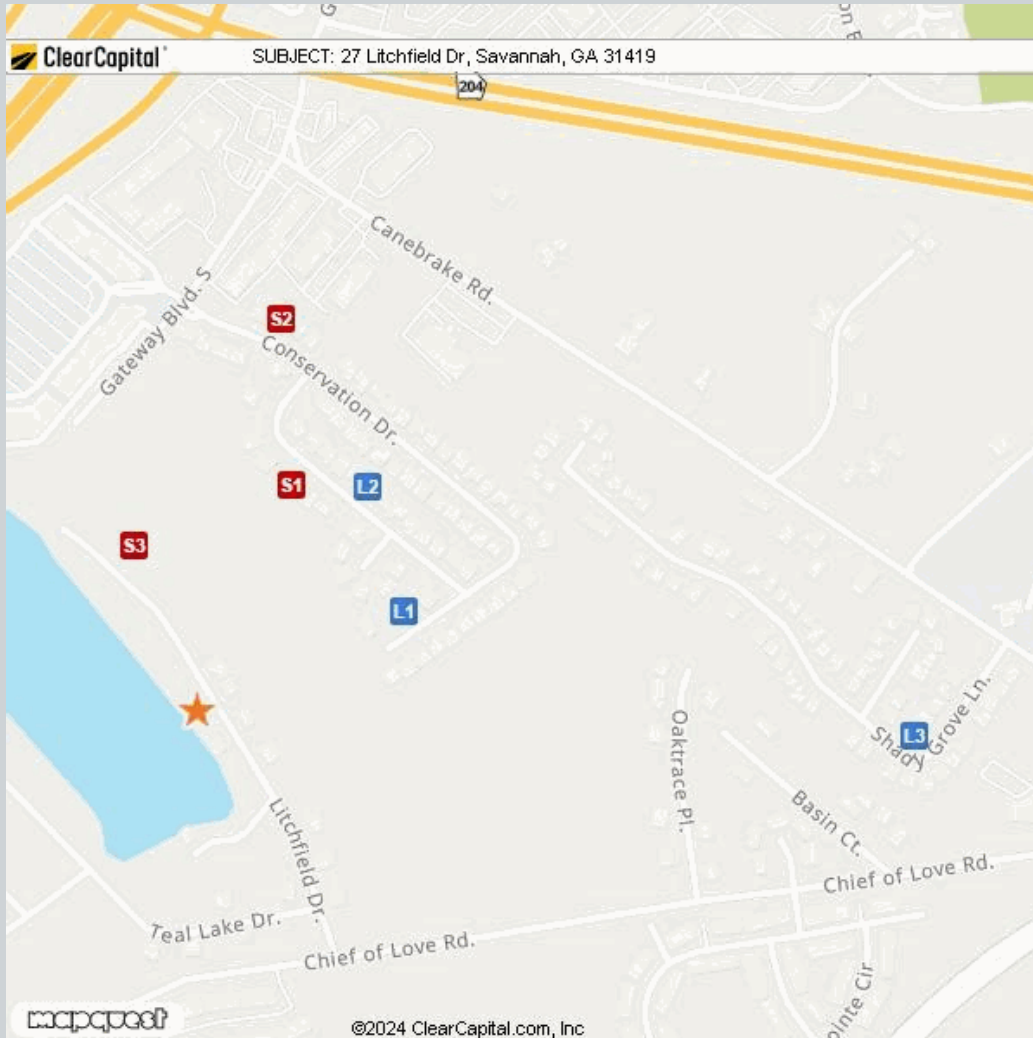 ClearCapital
SUBJECT: 27 Litchfield Dr, Savannah, GA 31419
204
Canebrake Rd.
Gateway Blvd. S
S2
Conservation Dr.
S1
L2
S3
L1
Oaktrace Pl.
L3
Shady Grove Ln.
Basin Ct.
Litchfield Dr.
Chief of Love Rd.
Teal Lake Dr.
Chief of Love Rd.
ointe Cir
mapquest
©2024 ClearCapital.com, Inc